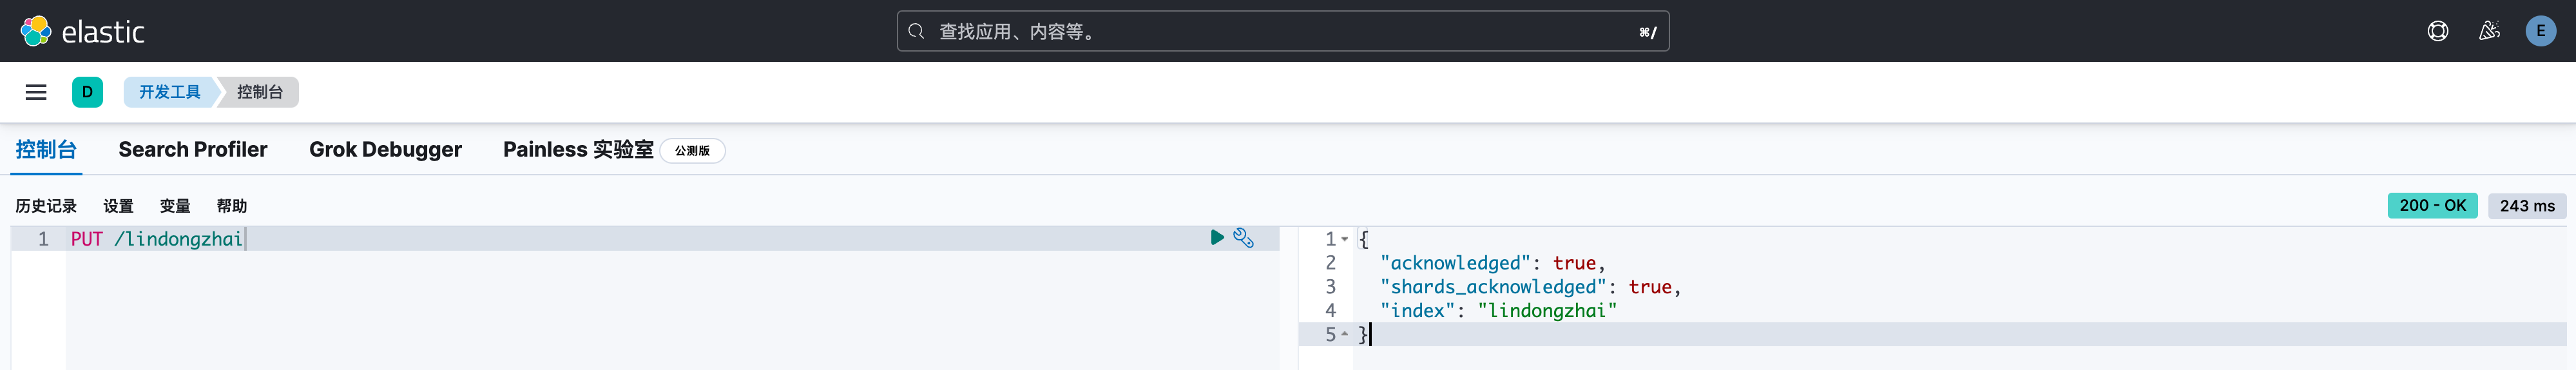 elastic
查找应用、内容等。 ⌘/ E
D 开发工具 控制台
控制台 Search Profiler Grok Debugger Painless 实验室 公测版
历史记录 设置 变量 帮助 200 - OK 243 ms
1 PUT /lindongzhai
1 {
2 "acknowledged": true,
3 "shards_acknowledged": true,
4 "index": "lindongzhai"
5 }